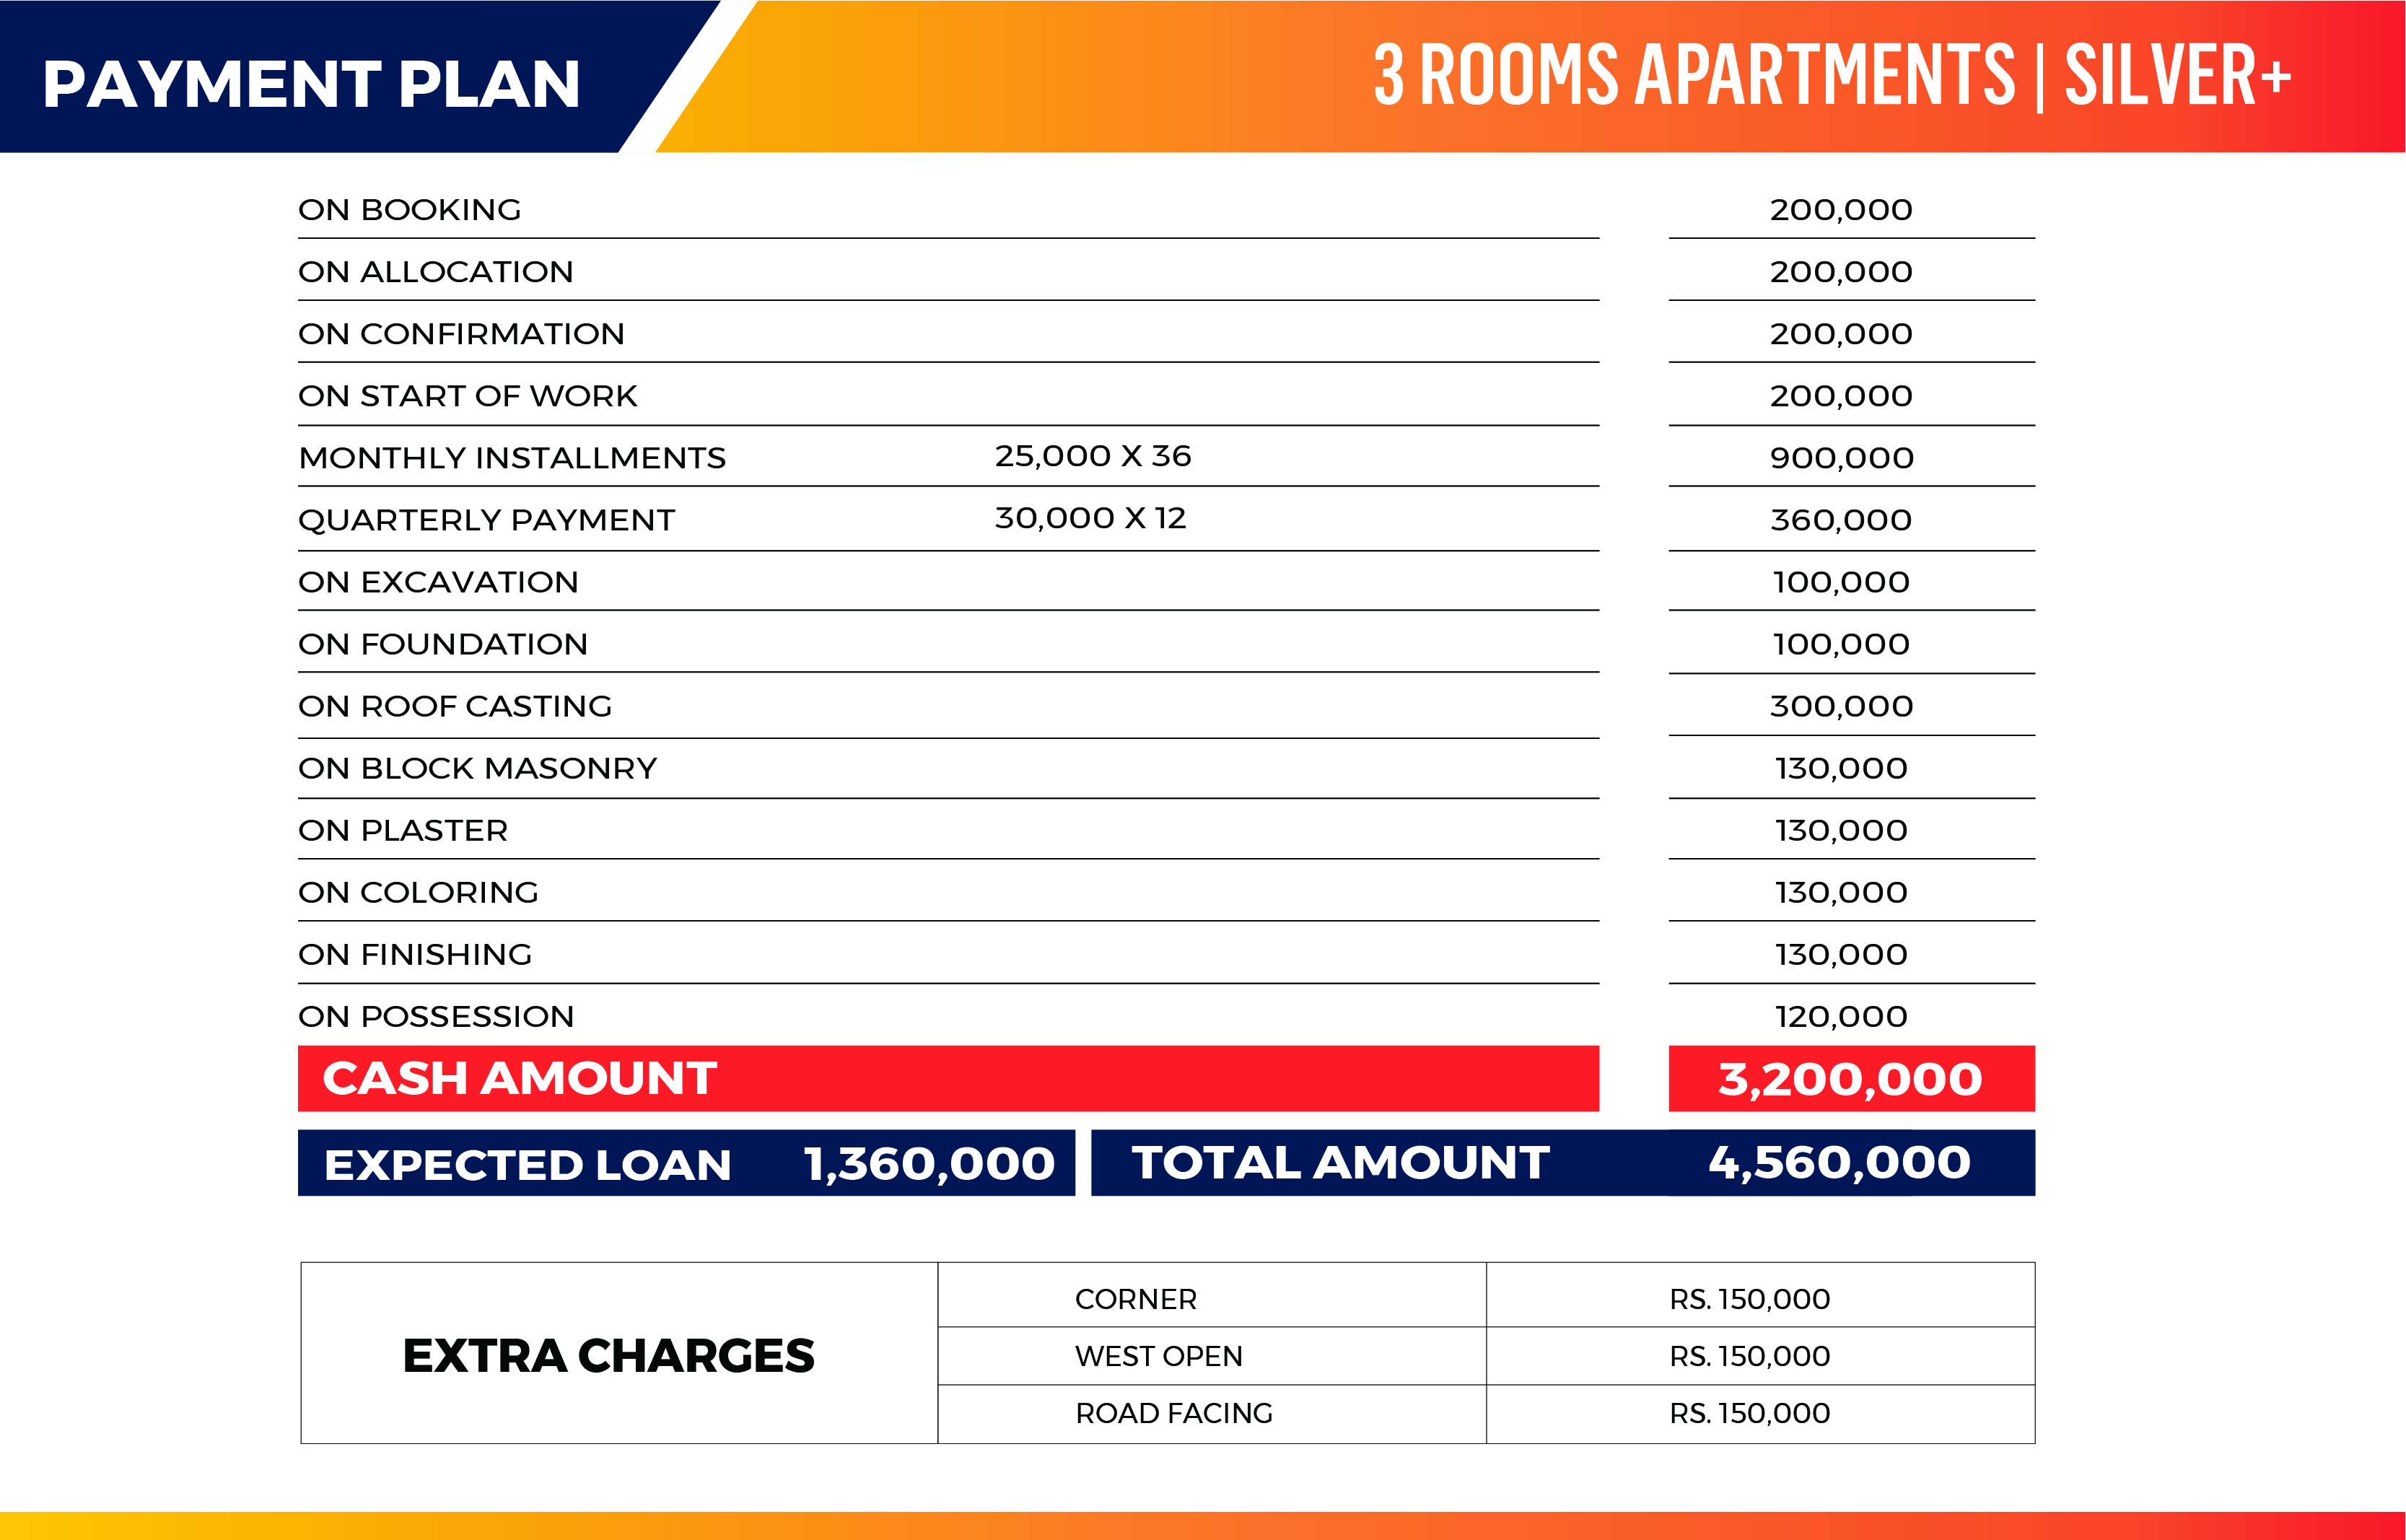 PAYMENT PLAN
3 ROOMS APARTMENTS | SILVER+
ON BOOKING 200,000
ON ALLOCATION 200,000
ON CONFIRMATION 200,000
ON START OF WORK 200,000
MONTHLY INSTALLMENTS 25,000 X 36 900,000
QUARTERLY PAYMENT 30,000 X 12 360,000
ON EXCAVATION 100,000
ON FOUNDATION 100,000
ON ROOF CASTING 300,000
ON BLOCK MASONRY 130,000
ON PLASTER 130,000
ON COLORING 130,000
ON FINISHING 130,000
ON POSSESSION 120,000
CASH AMOUNT 3,200,000
EXPECTED LOAN 1,360,000 TOTAL AMOUNT 4,560,000
EXTRA CHARGES
CORNER RS. 150,000
WEST OPEN RS. 150,000
ROAD FACING RS. 150,000